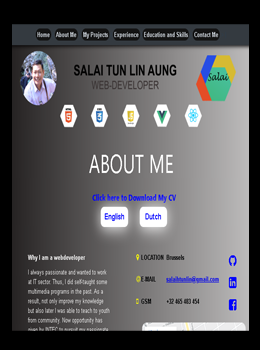 Home About Me My Projects Experience Education and Skills Contact Me
SALAI TUN LIN AUNG
WEB-DEVELOPER
Salai
ABOUT ME
Click here to Download My CV
English Dutch
Why I am a webdeveloper
I always passionate and wanted to work
at IT sector. Thus, I did self-taught some
multimedia programs in the past. As a
result, not only improve my knowledge
but also later I was able to teach to youth
from community. Now opportunity has
given by INTEC to pursuit my passionate
LOCATION Brussels
E-MAIL salailtunlin@gmail.com
GSM +32 465 483 454